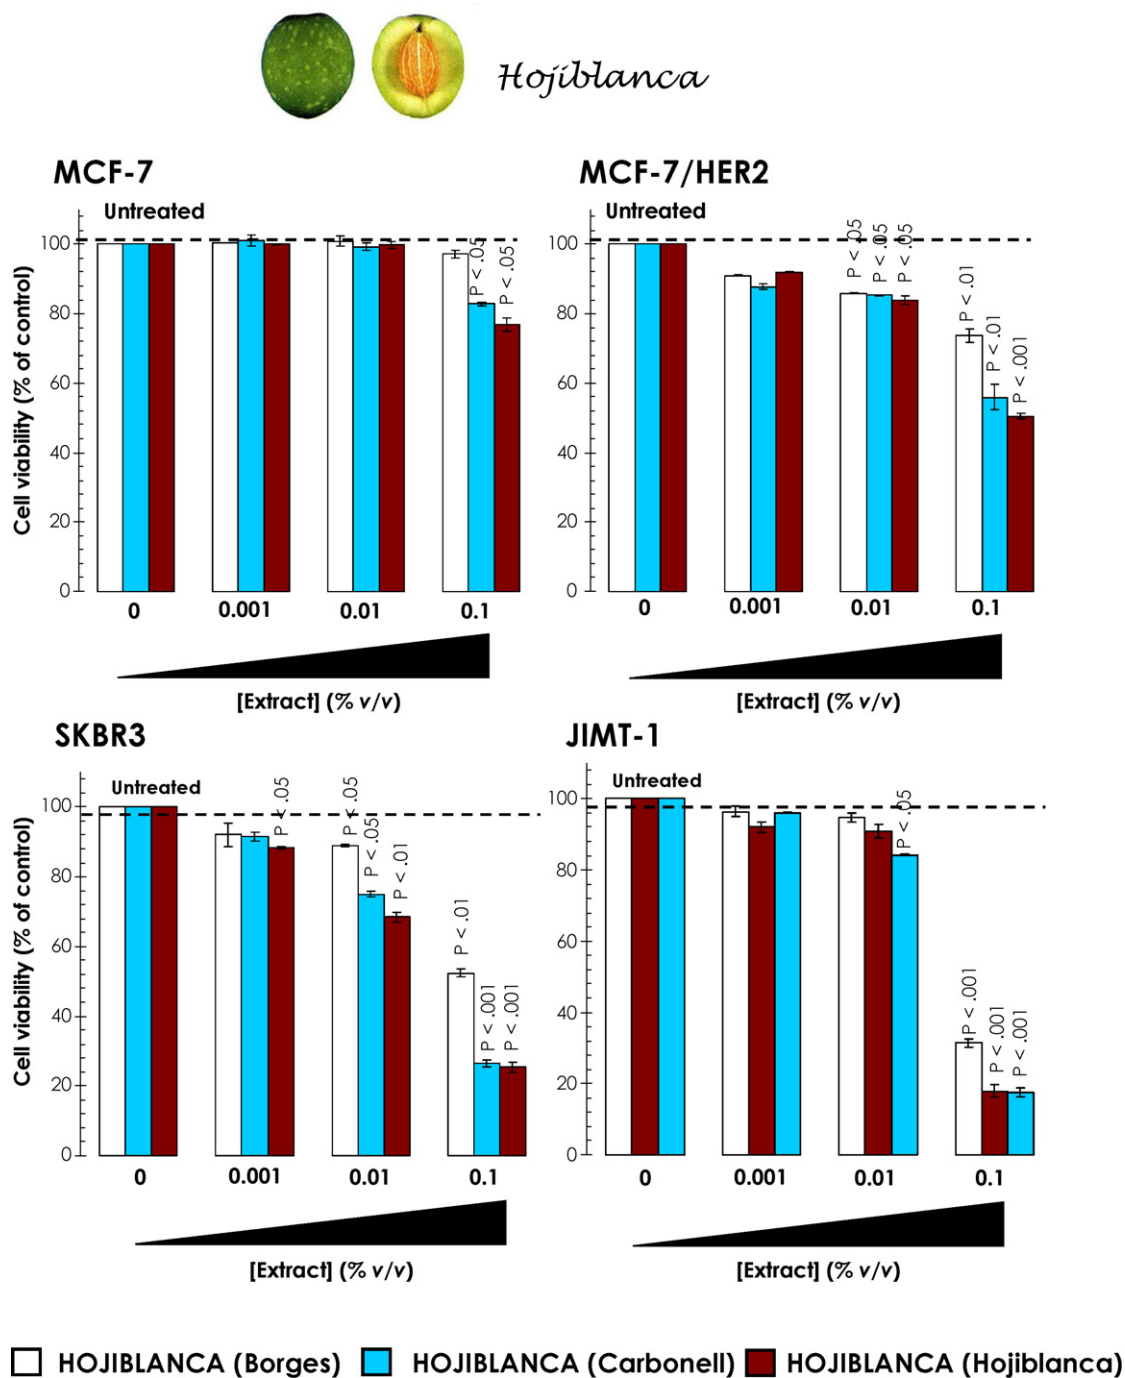 Hojiblanca
MCF-7
Untreated
Cell viability (% of control)
100
80
60
40
20
0
P < .05
P < .05
0
0.001
0.01
0.1
[Extract] (% v/v)
MCF-7/HER2
Untreated
100
80
60
40
20
0
P < .05
P < .05
P < .05
P < .01
P < .01
P < .001
0
0.001
0.01
0.1
[Extract] (% v/v)
SKBR3
Untreated
Cell viability (% of control)
100
80
60
40
20
0
P < .05
P < .05
P < .05
P < .01
P < .01
P < .001
P < .001
0
0.001
0.01
0.1
[Extract] (% v/v)
JIMT-1
Untreated
100
80
60
40
20
0
P < .05
P < .001
P < .001
P < .001
0
0.001
0.01
0.1
[Extract] (% v/v)
HOJIBLANCA (Borges)
HOJIBLANCA (Carbonell)
HOJIBLANCA (Hojiblanca)